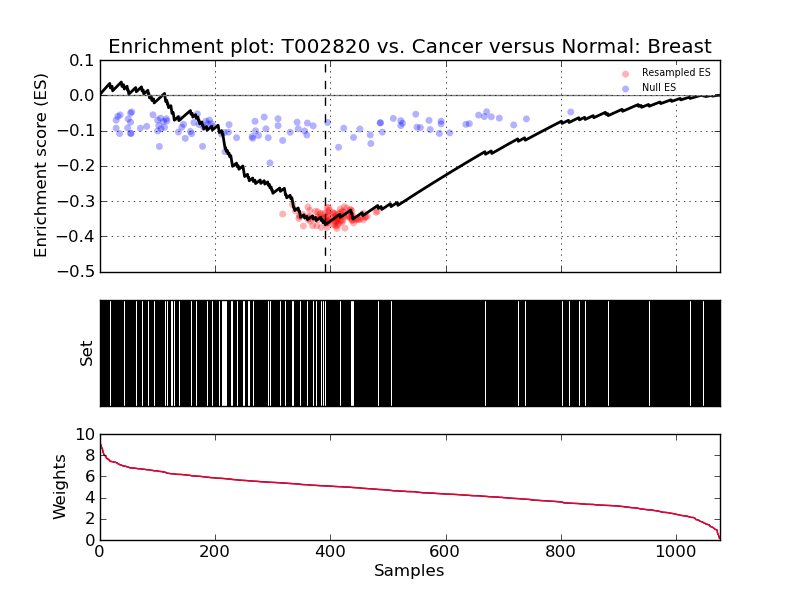 Enrichment plot: T002820 vs. Cancer versus Normal: Breast
0.1
0.0
−0.1
−0.2
−0.3
−0.4
−0.5
Enrichment score (ES)
Resampled ES
Null ES
Set
10
8
6
4
2
0
Weights
0
200
400
600
800
1000
Samples